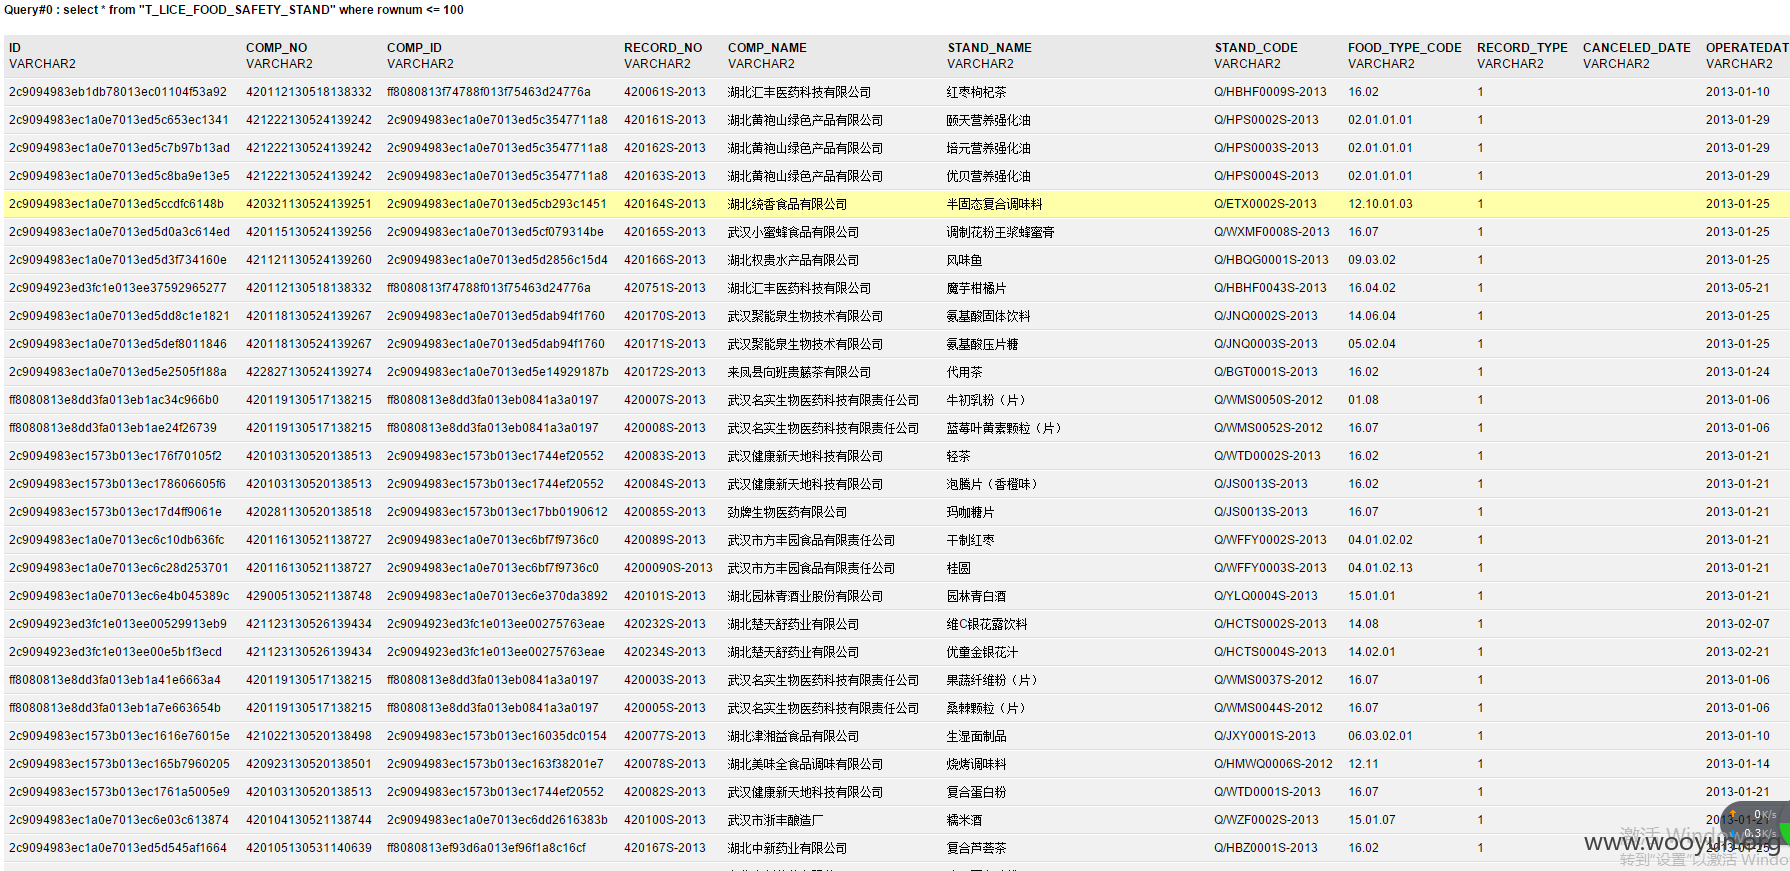 Query#0 : select * from "T_LICE_FOOD_SAFETY_STAND" where rownum <= 100
ID COMP_NO COMP_ID RECORD_NO COMP_NAME STAND_NAME STAND_CODE FOOD_TYPE_CODE RECORD_TYPE CANCELED_DATE OPERATEDAT
VARCHAR2 VARCHAR2 VARCHAR2 VARCHAR2 VARCHAR2 VARCHAR2 VARCHAR2 VARCHAR2 VARCHAR2 VARCHAR2 VARCHAR2
2c9094983eb1db78013ec01104f53a92 420112130518138332 ff8080813f74788f013f75463d24776a 420061S-2013 湖北汇丰医药科技有限公司 红枣枸杞茶 Q/HBHF0009S-2013 16.02 1 2013-01-10
2c9094983ec1a0e7013ed5c653ec1341 421222130524139242 2c9094983ec1a0e7013ed5c3547711a8 420161S-2013 湖北黄袍山绿色产品有限公司 颐天营养强化油 Q/HPS0002S-2013 02.01.01.01 1 2013-01-29
2c9094983ec1a0e7013ed5c7b97b13ad 421222130524139242 2c9094983ec1a0e7013ed5c3547711a8 420162S-2013 湖北黄袍山绿色产品有限公司 培元营养强化油 Q/HPS0003S-2013 02.01.01.01 1 2013-01-29
2c9094983ec1a0e7013ed5c8ba9e13e5 421222130524139242 2c9094983ec1a0e7013ed5c3547711a8 420163S-2013 湖北黄袍山绿色产品有限公司 优贝营养强化油 Q/HPS0004S-2013 02.01.01.01 1 2013-01-29
2c9094983ec1a0e7013ed5ccdfc6148b 420321130524139251 2c9094983ec1a0e7013ed5cb293c1451 420164S-2013 湖北统香食品有限公司 半固态复合调味料 Q/ETX0002S-2013 12.10.01.03 1 2013-01-25
2c9094983ec1a0e7013ed5d0a3c614ed 420115130524139256 2c9094983ec1a0e7013ed5cf079314be 420165S-2013 武汉小蜜蜂食品有限公司 调制花粉王浆蜂蜜膏 Q/WXMF0008S-2013 16.07 1 2013-01-25
2c9094983ec1a0e7013ed5d3f734160e 421121130524139260 2c9094983ec1a0e7013ed5d2856c15d4 420166S-2013 湖北权贵水产品有限公司 风味鱼 Q/HBQG0001S-2013 09.03.02 1 2013-01-25
2c9094923ed3fc1e013ee37592965277 420112130518138332 ff8080813f74788f013f75463d24776a 420751S-2013 湖北汇丰医药科技有限公司 魔芋柑橘片 Q/HBHF0043S-2013 16.04.02 1 2013-05-21
2c9094983ec1a0e7013ed5dd8c1e1821 420118130524139267 2c9094983ec1a0e7013ed5dab94f1760 420170S-2013 武汉聚能泉生物技术有限公司 氨基酸固体饮料 Q/JNQ0002S-2013 14.06.04 1 2013-01-25
2c9094983ec1a0e7013ed5def8011846 420118130524139267 2c9094983ec1a0e7013ed5dab94f1760 420171S-2013 武汉聚能泉生物技术有限公司 氨基酸压片糖 Q/JNQ0003S-2013 05.02.04 1 2013-01-25
2c9094983ec1a0e7013ed5e2505f188a 422827130524139274 2c9094983ec1a0e7013ed5e14929187b 420172S-2013 来凤县向班贵藤茶有限公司 代用茶 Q/BGT0001S-2013 16.02 1 2013-01-24
ff8080813e8dd3fa013eb1ac34c966b0 420119130517138215 ff8080813e8dd3fa013eb0841a3a0197 420007S-2013 武汉名实生物医药科技有限责任公司 牛初乳粉（片） Q/WMS0050S-2012 01.08 1 2013-01-06
ff8080813e8dd3fa013eb1ae24f26739 420119130517138215 ff8080813e8dd3fa013eb0841a3a0197 420008S-2013 武汉名实生物医药科技有限责任公司 蓝莓叶黄素颗粒（片） Q/WMS0052S-2012 16.07 1 2013-01-06
2c9094983ec1573b013ec176f70105f2 420103130520138513 2c9094983ec1573b013ec1744ef20552 420083S-2013 武汉健康新天地科技有限公司 轻茶 Q/WTD0002S-2013 16.02 1 2013-01-21
2c9094983ec1573b013ec178606605f6 420103130520138513 2c9094983ec1573b013ec1744ef20552 420084S-2013 武汉健康新天地科技有限公司 泡腾片（香橙味） Q/JS0013S-2013 16.02 1 2013-01-21
2c9094983ec1573b013ec17d4ff9061e 420281130520138518 2c9094983ec1573b013ec17bb0190612 420085S-2013 劲牌生物医药有限公司 玛咖糖片 Q/JS0013S-2013 16.07 1 2013-01-21
2c9094983ec1a0e7013ec6c10db636fc 420116130521138727 2c9094983ec1a0e7013ec6bf7f9736c0 420089S-2013 武汉市方丰园食品有限责任公司 干制红枣 Q/WFFY0002S-2013 04.01.02.02 1 2013-01-21
2c9094983ec1a0e7013ec6c28d253701 420116130521138727 2c9094983ec1a0e7013ec6bf7f9736c0 4200090S-2013 武汉市方丰园食品有限责任公司 桂圆 Q/WFFY0003S-2013 04.01.02.13 1 2013-01-21
2c9094983ec1a0e7013ec6e4b045389c 429005130521138748 2c9094983ec1a0e7013ec6e370da3892 420101S-2013 湖北园林青酒业股份有限公司 园林青白酒 Q/YLQ0004S-2013 15.01.01 1 2013-01-21
2c9094923ed3fc1e013ee00529913eb9 421123130526139434 2c9094923ed3fc1e013ee00275763eae 420232S-2013 湖北楚天舒药业有限公司 维C银花露饮料 Q/HCTS0002S-2013 14.08 1 2013-02-07
2c9094923ed3fc1e013ee00e5b1f3ecd 421123130526139434 2c9094923ed3fc1e013ee00275763eae 420234S-2013 湖北楚天舒药业有限公司 优童金银花汁 Q/HCTS0004S-2013 14.02.01 1 2013-02-21
ff8080813e8dd3fa013eb1a41e6663a4 420119130517138215 ff8080813e8dd3fa013eb0841a3a0197 420003S-2013 武汉名实生物医药科技有限责任公司 果蔬纤维粉（片） Q/WMS0037S-2012 16.07 1 2013-01-06
ff8080813e8dd3fa013eb1a7e663654b 420119130517138215 ff8080813e8dd3fa013eb0841a3a0197 420005S-2013 武汉名实生物医药科技有限责任公司 桑棘颗粒（片） Q/WMS0044S-2012 16.07 1 2013-01-06
2c9094983ec1573b013ec1616e76015e 421022130520138498 2c9094983ec1573b013ec16035dc0154 420077S-2013 湖北津湘益食品有限公司 生湿面制品 Q/JXY0001S-2013 06.03.02.01 1 2013-01-10
2c9094983ec1573b013ec165b7960205 420923130520138501 2c9094983ec1573b013ec163f38201e7 420078S-2013 湖北美味全食品调味有限公司 烧烤调味料 Q/HMWQ0006S-2012 12.11 1 2013-01-14
2c9094983ec1573b013ec1761a5005e9 420103130520138513 2c9094983ec1573b013ec1744ef20552 420082S-2013 武汉健康新天地科技有限公司 复合蛋白粉 Q/WTD0001S-2013 16.07 1 2013-01-21
2c9094983ec1a0e7013ec6e03c613874 420104130521138744 2c9094983ec1a0e7013ec6dd2616383b 420100S-2013 武汉市浙丰酿造厂 糯米酒 Q/WZF0002S-2013 15.01.07 1 2013-01-21
2c9094983ec1a0e7013ed5d545af1664 420105130531140639 ff8080813ef93d6a013ef96f1a8c16cf 420167S-2013 湖北中新药业有限公司 复合芦荟茶 Q/HBZ0001S-2013 16.02 1 2013-01-25
0K/s
0.3K/s
激活 Windows
www.wooyun.org
转到"设置"以激活 Windo